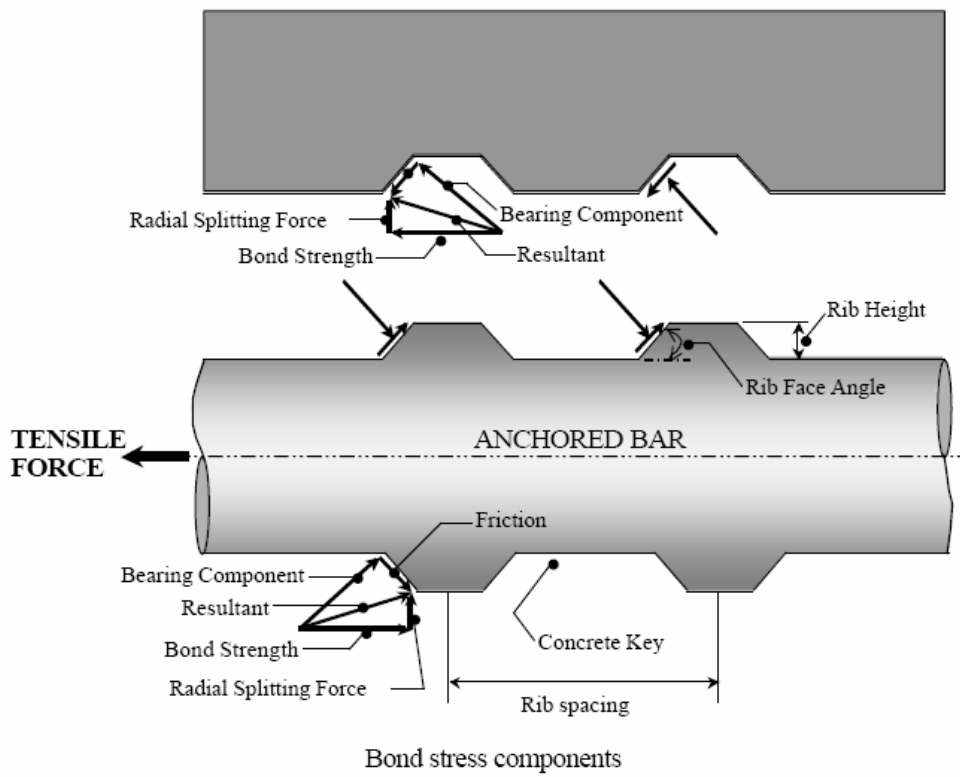 Radial Splitting Force
Bearing Component
Bond Strength
Resultant
Rib Height
Rib Face Angle
TENSILE
FORCE
ANCHORED BAR
Friction
Bearing Component
Resultant
Bond Strength
Radial Splitting Force
Concrete Key
Rib spacing
Bond stress components